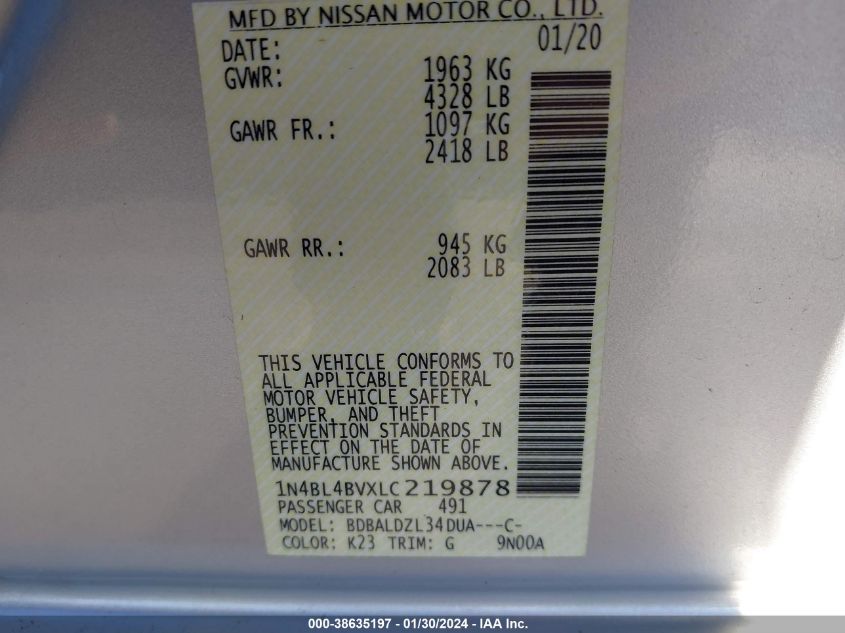 MFD BY NISSAN MOTOR CO., LTD.
DATE: 01/20
GVWR: 1963 KG
4328 LB
GAWR FR.: 1097 KG
2418 LB
GAWR RR.: 945 KG
2083 LB
THIS VEHICLE CONFORMS TO
ALL APPLICABLE FEDERAL
MOTOR VEHICLE SAFETY,
BUMPER, AND THEFT
PREVENTION STANDARDS IN
EFFECT ON THE DATE OF
MANUFACTURE SHOWN ABOVE.
1N4BL4BVXLC219878
PASSENGER CAR 491
MODEL: BDBALDZL34DUA---C-
COLOR: K23 TRIM: G 9N00A
000-38635197 - 01/30/2024 - IAA Inc.